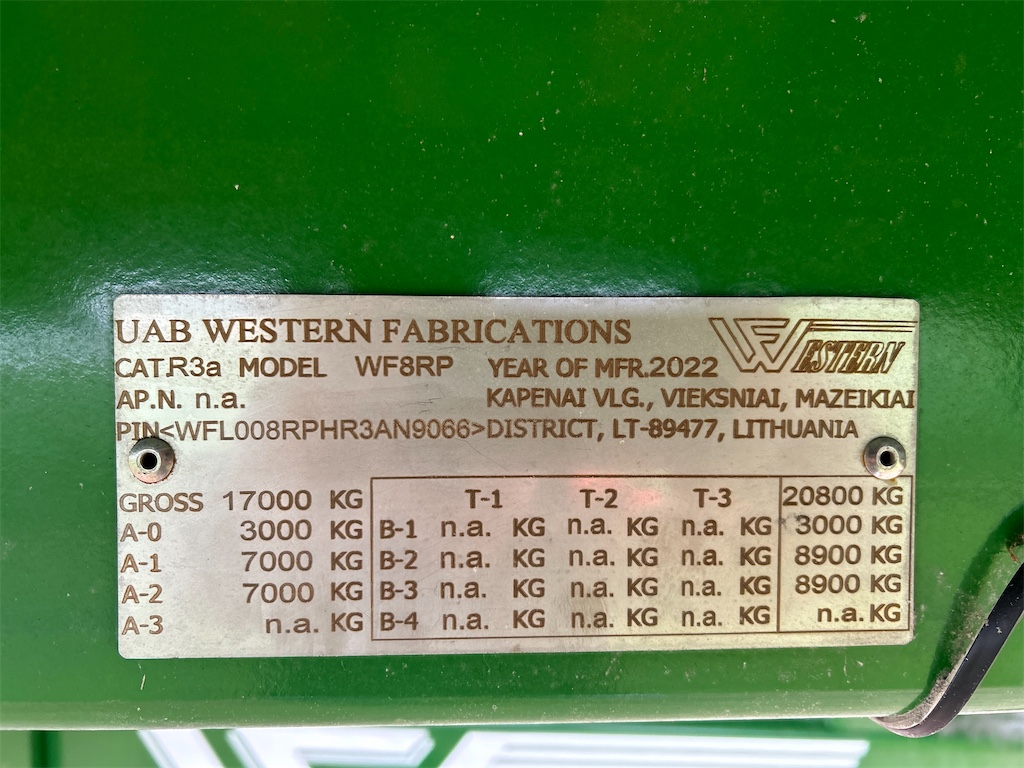 UAB WESTERN FABRICATIONS WF WESTERN
CAT.R3a MODEL WF8RP YEAR OF MFR.2022
AP.N. n.a. KAPENAI VLG., VIEKSNIAI, MAZEIKIAI
PIN<WFL008RPHR3AN9066>DISTRICT, LT-89477, LITHUANIA
GROSS 17000 KG T-1 T-2 T-3 20800 KG
A-0 3000 KG B-1 n.a. KG n.a. KG n.a. KG 3000 KG
A-1 7000 KG B-2 n.a. KG n.a. KG n.a. KG 8900 KG
A-2 7000 KG B-3 n.a. KG n.a. KG n.a. KG 8900 KG
A-3 n.a. KG B-4 n.a. KG n.a. KG n.a. KG n.a. KG